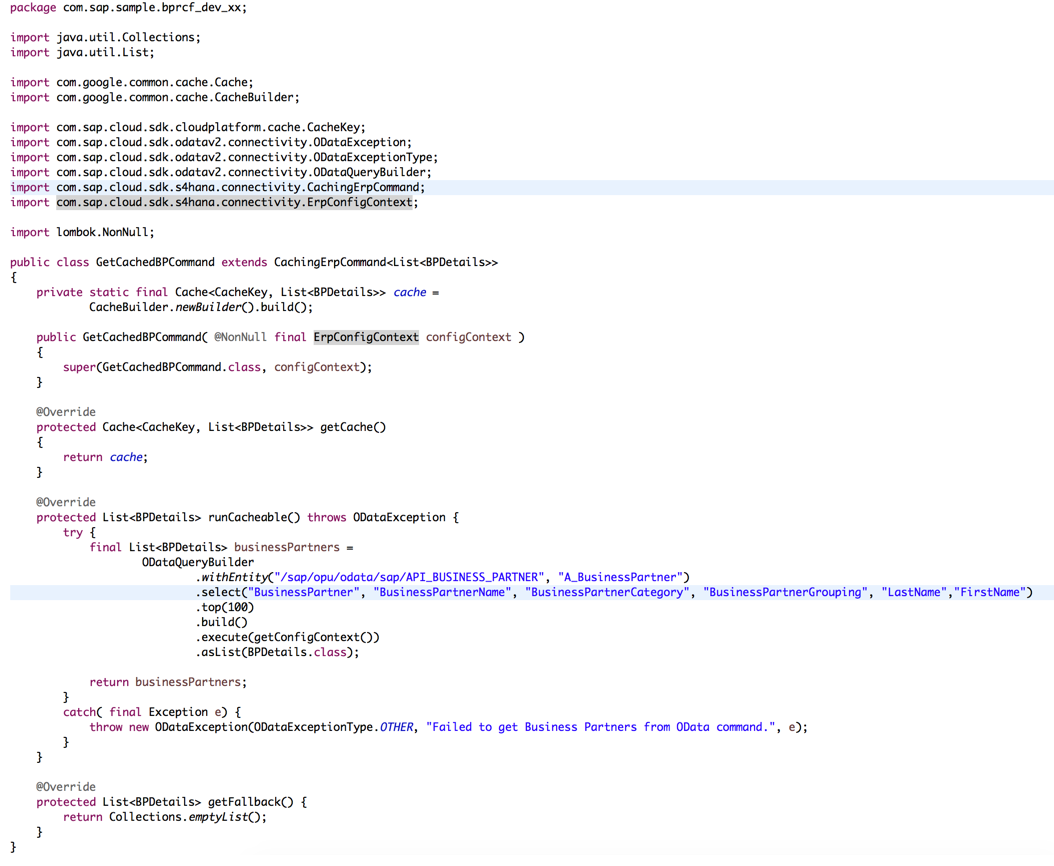 package com.sap.sample.bprcf_dev_xx;
import java.util.Collections;
import java.util.List;
import com.google.common.cache.Cache;
import com.google.common.cache.CacheBuilder;
import com.sap.cloud.sdk.cloudplatform.cache.CacheKey;
import com.sap.cloud.sdk.odatav2.connectivity.ODataException;
import com.sap.cloud.sdk.odatav2.connectivity.ODataExceptionType;
import com.sap.cloud.sdk.odatav2.connectivity.ODataQueryBuilder;
import com.sap.cloud.sdk.s4hana.connectivity.CachingErpCommand;
import com.sap.cloud.sdk.s4hana.connectivity.ErpConfigContext;
import lombok.NonNull;
public class GetCachedBPCommand extends CachingErpCommand<List<BPDetails>>
{
    private static final Cache<CacheKey, List<BPDetails>> cache =
            CacheBuilder.newBuilder().build();
    public GetCachedBPCommand( @NonNull final ErpConfigContext configContext )
    {
        super(GetCachedBPCommand.class, configContext);
    }
    @Override
    protected Cache<CacheKey, List<BPDetails>> getCache()
    {
        return cache;
    }
    @Override
    protected List<BPDetails> runCacheable() throws ODataException {
        try {
            final List<BPDetails> businessPartners =
                    ODataQueryBuilder
                            .withEntity("/sap/opu/odata/sap/API_BUSINESS_PARTNER", "A_BusinessPartner")
                            .select("BusinessPartner", "BusinessPartnerName", "BusinessPartnerCategory", "BusinessPartnerGrouping", "LastName","FirstName")
                            .top(100)
                            .build()
                            .execute(getConfigContext())
                            .asList(BPDetails.class);
            return businessPartners;
        }
        catch( final Exception e) {
            throw new ODataException(ODataExceptionType.OTHER, "Failed to get Business Partners from OData command.", e);
        }
    }
    @Override
    protected List<BPDetails> getFallback() {
        return Collections.emptyList();
    }
}